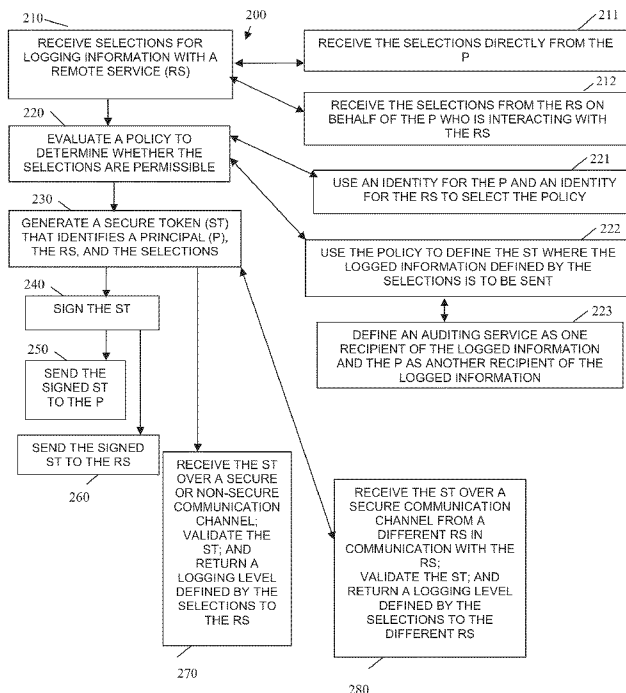 210
200
RECEIVE SELECTIONS FOR
LOGGING INFORMATION WITH A
REMOTE SERVICE (RS)
211
RECEIVE THE SELECTIONS DIRECTLY FROM THE
P
212
RECEIVE THE SELECTIONS FROM THE RS ON
BEHALF OF THE P WHO IS INTERACTING WITH
THE RS
220
EVALUATE A POLICY TO
DETERMINE WHETHER THE
SELECTIONS ARE PERMISSIBLE
221
USE AN IDENTITY FOR THE P AND AN IDENTITY
FOR THE RS TO SELECT THE POLICY
222
USE THE POLICY TO DEFINE THE ST WHERE THE
LOGGED INFORMATION DEFINED BY THE
SELECTIONS IS TO BE SENT
223
DEFINE AN AUDITING SERVICE AS ONE
RECIPIENT OF THE LOGGED INFORMATION
AND THE P AS ANOTHER RECIPIENT OF THE
LOGGED INFORMATION
230
GENERATE A SECURE TOKEN (ST)
THAT IDENTIFIES A PRINCIPAL (P),
THE RS, AND THE SELECTIONS
240
SIGN THE ST
250
SEND THE
SIGNED ST
TO THE P
SEND THE SIGNED
ST TO THE RS
260
RECEIVE THE ST
OVER A SECURE
OR NON-SECURE
COMMUNICATION
CHANNEL;
VALIDATE THE
ST; AND
RETURN A
LOGGING LEVEL
DEFINED BY THE
SELECTIONS TO
THE RS
270
RECEIVE THE ST OVER A
SECURE COMMUNICATION
CHANNEL FROM A
DIFFERENT RS IN
COMMUNICATION WITH THE
RS;
VALIDATE THE ST; AND
RETURN A LOGGING LEVEL
DEFINED BY THE
SELECTIONS TO THE
DIFFERENT RS
280